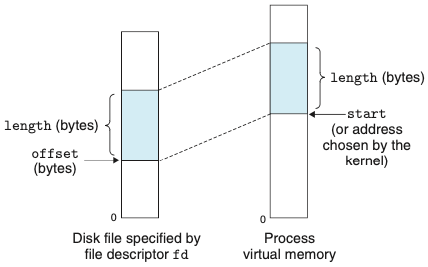 length (bytes)
length (bytes)
start
(or address
chosen by the
kernel)
offset
(bytes)
0
0
Disk file specified by
file descriptor fd
Process
virtual memory